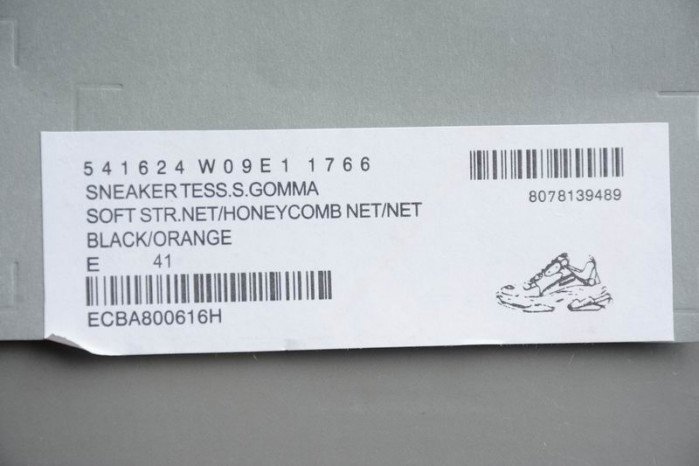 541624 W09E1 1766
SNEAKER TESS.S.GOMMA
SOFT STR.NET/HONEYCOMB NET/NET
BLACK/ORANGE
E 41
ECBA800616H
8078139489